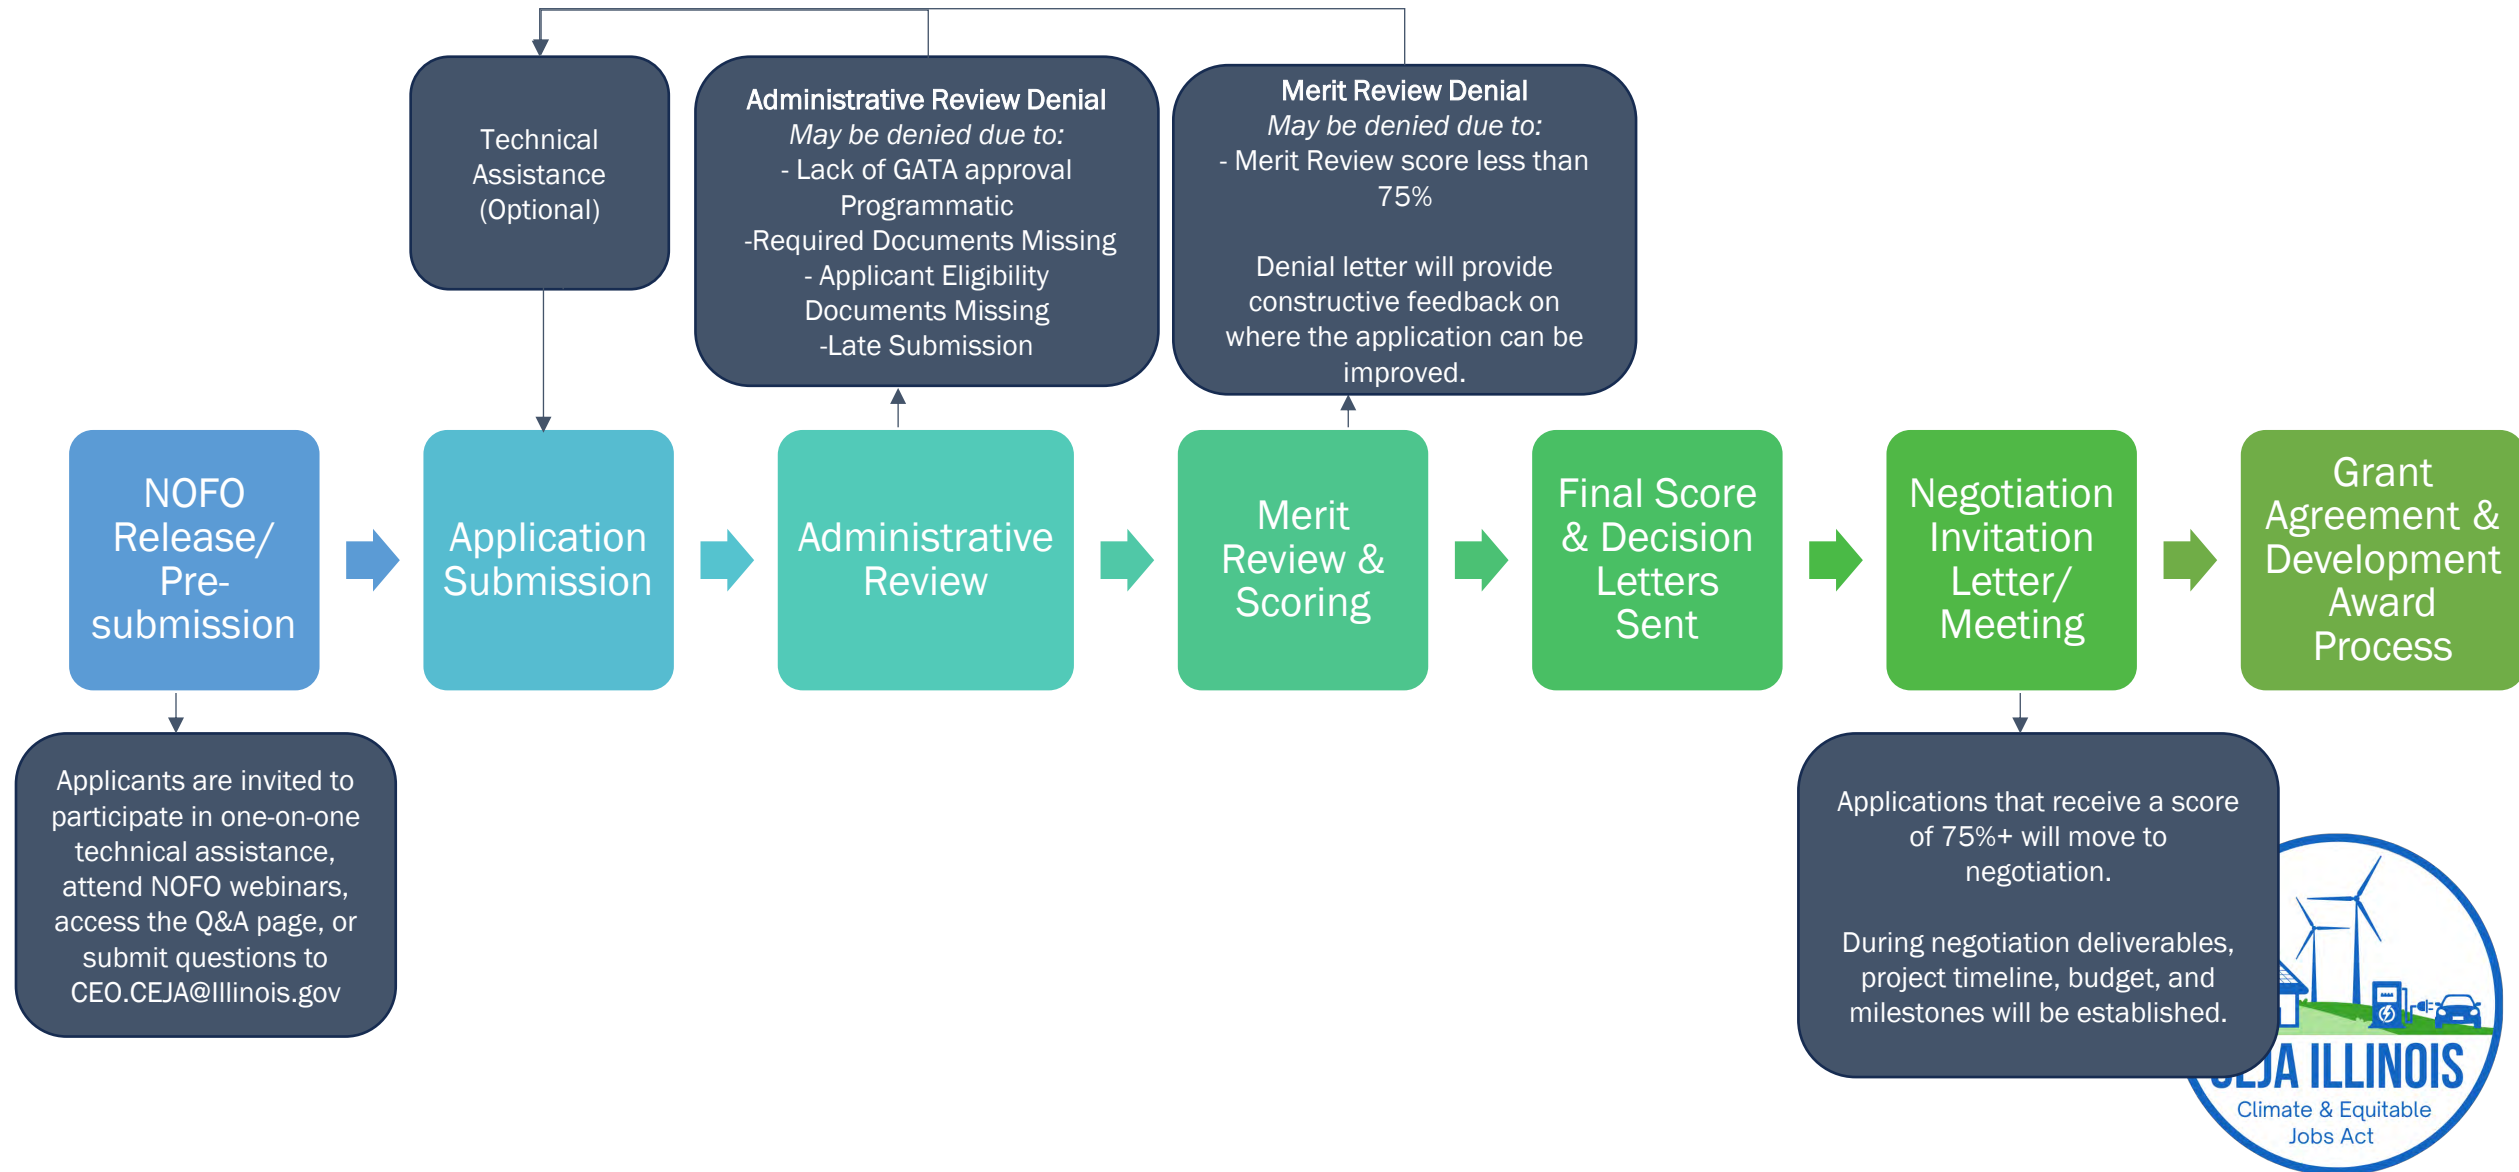 Technical
Assistance
(Optional)
Administrative Review Denial
May be denied due to:
- Lack of GATA approval
Programmatic
-Required Documents Missing
- Applicant Eligibility
Documents Missing
-Late Submission
Merit Review Denial
May be denied due to:
- Merit Review score less than
75%
Denial letter will provide
constructive feedback on
where the application can be
improved.
NOFO
Release/
Pre-
submission
Application
Submission
Administrative
Review
Merit
Review &
Scoring
Final Score
& Decision
Letters
Sent
Negotiation
Invitation
Letter/
Meeting
Grant
Agreement &
Development
Award
Process
Applicants are invited to
participate in one-on-one
technical assistance,
attend NOFO webinars,
access the Q&A page, or
submit questions to
CEO.CEJA@Illinois.gov
Applications that receive a score
of 75%+ will move to
negotiation.
During negotiation deliverables,
project timeline, budget, and
milestones will be established.
CEJA ILLINOIS
Climate & Equitable
Jobs Act